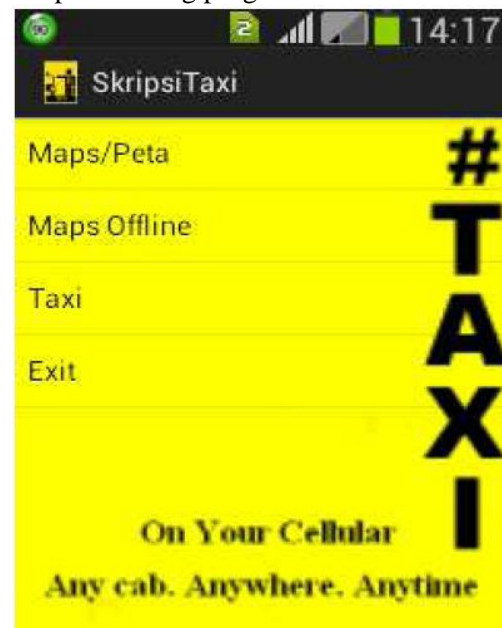 14:17
SkripsiTaxi
Maps/Peta
Maps Offline
Taxi
Exit
#TAXI
On Your Cellular
Any cab. Anywhere. Anytime